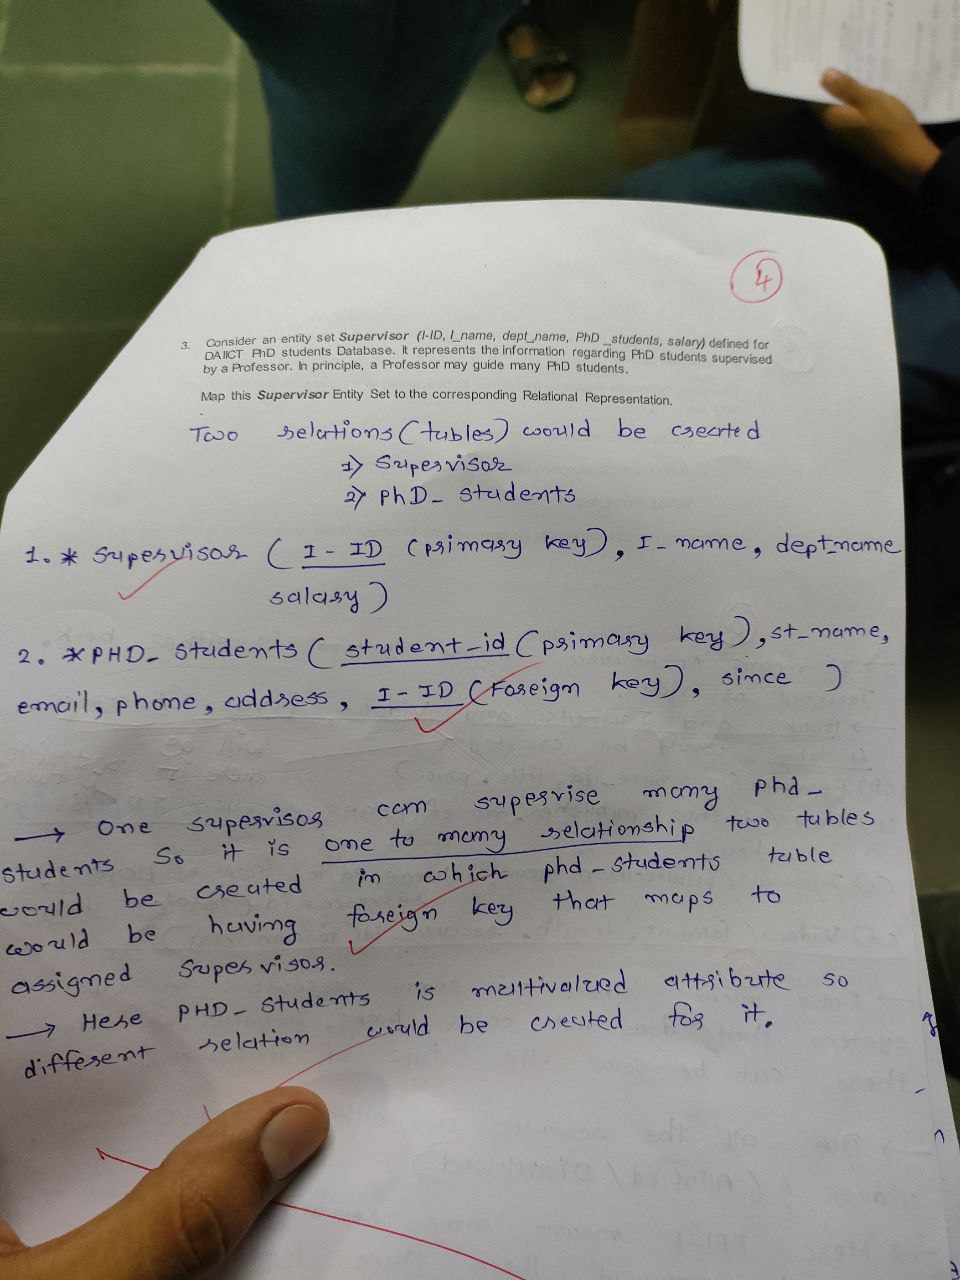 4
3. Consider an entity set Supervisor (I-ID, I_name, dept_name, PhD _students, salary) defined for
DAIICT PhD students Database. It represents the information regarding PhD students supervised
by a Professor. In principle, a Professor may guide many PhD students.
Map this Supervisor Entity Set to the corresponding Relational Representation.
Two relations (tables) would be created
1) Supervisor
2) PhD_ students
1. * Supervisor ( I - ID (primary key), I_ name, dept_name
salary )
2. * PHD_ students ( student_id (primary key), st_name,
email, phone, address, I - ID (Foreign key), since )
→ One supervisor can supervise many phd_
students so it is one to many relationship two tables
would be created in which phd_students table
would be having foreign key that maps to
assigned supervisor.
→ Here PHD_ students is multivalued attribute so
different relation would be created for it.